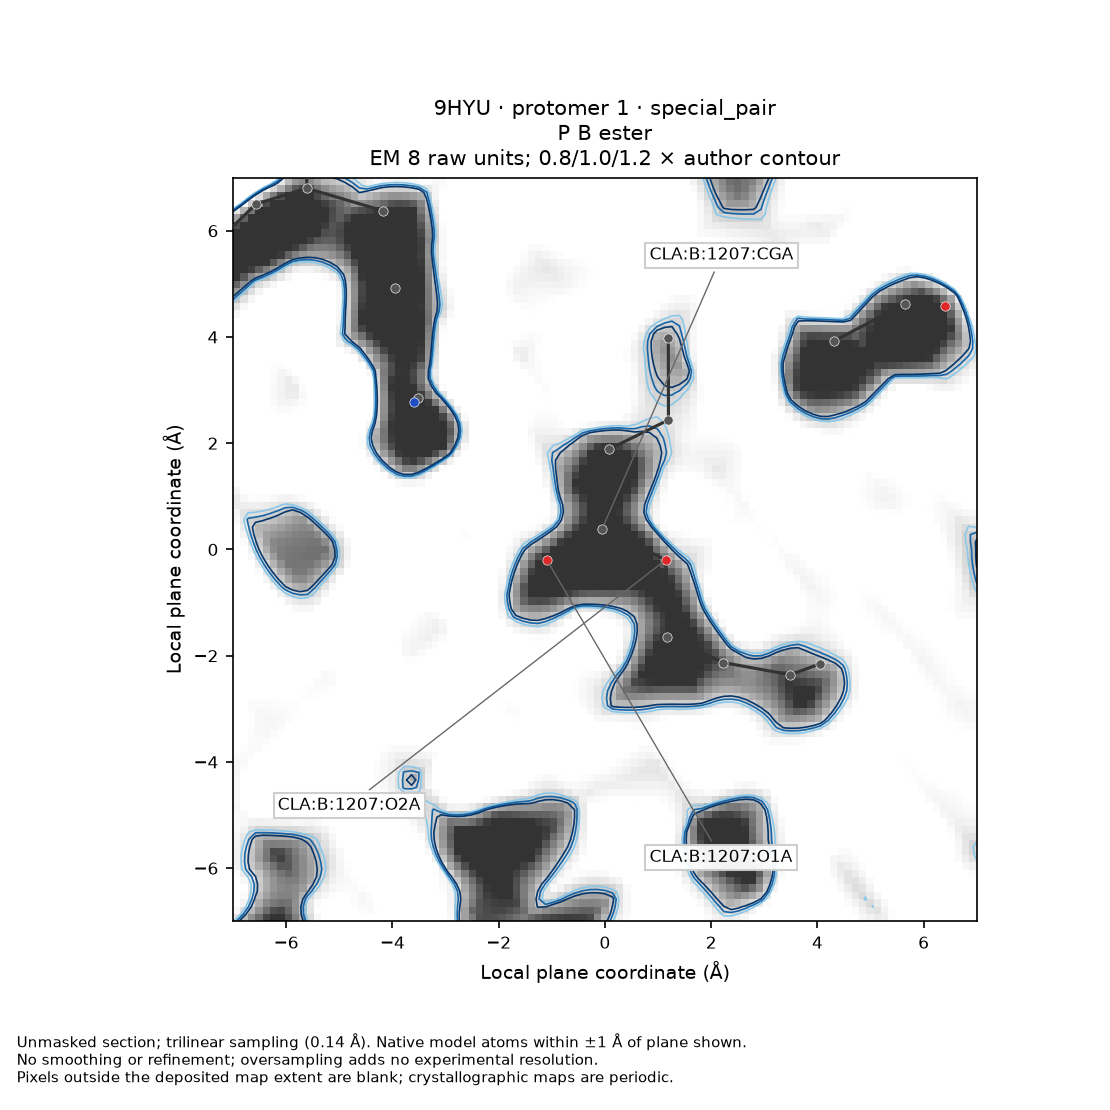 9HYU · protomer 1 · special_pair
P B ester
EM 8 raw units; 0.8/1.0/1.2 × author contour
CLA:B:1207:CGA
CLA:B:1207:O2A
CLA:B:1207:O1A
6
4
2
0
−2
−4
−6
Local plane coordinate (Å)
−6 −4 −2 0 2 4 6
Local plane coordinate (Å)
Unmasked section; trilinear sampling (0.14 Å). Native model atoms within ±1 Å of plane shown.
No smoothing or refinement; oversampling adds no experimental resolution.
Pixels outside the deposited map extent are blank; crystallographic maps are periodic.